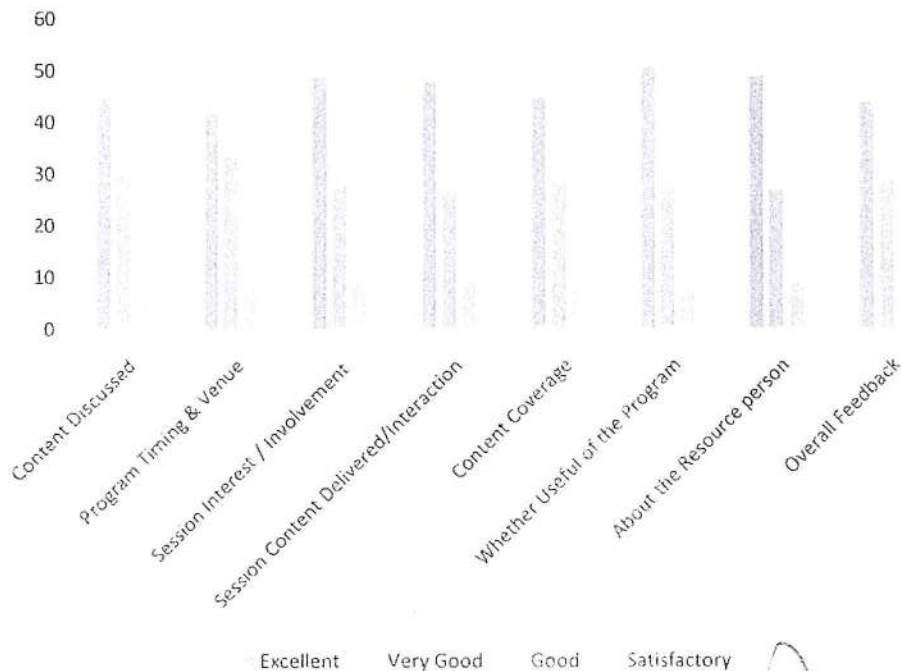 60
50
40
30
20
10
0
Content Discussed
Program Timing & Venue
Session Interest / Involvement
Session Content Delivered/Interaction
Content Coverage
Whether Useful of the Program
About the Resource person
Overall Feedback
Excellent Very Good Good Satisfactory